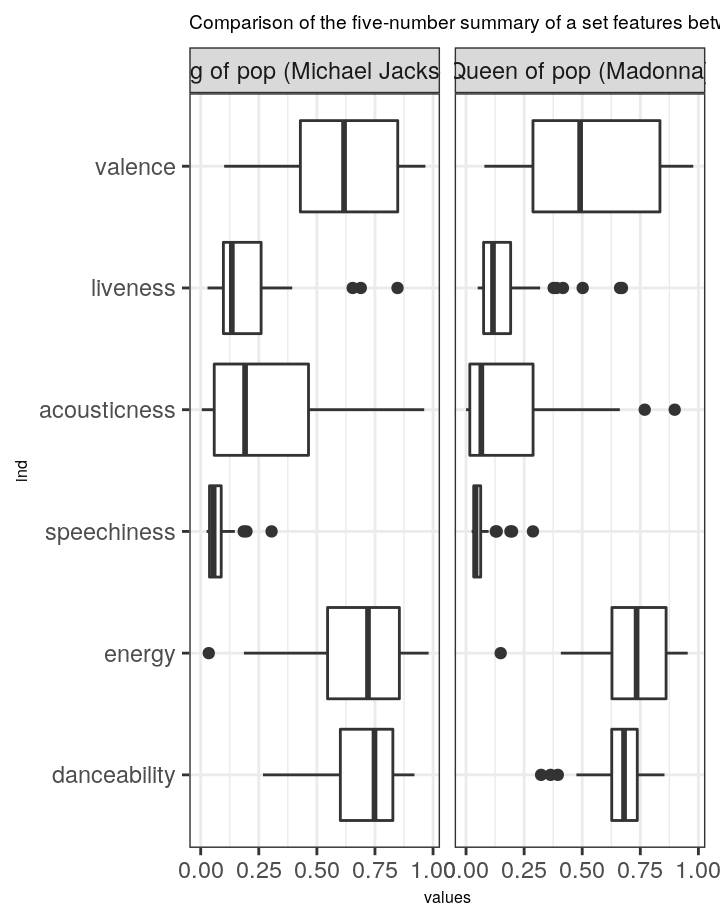 Comparison of the five-number summary of a set features betw
g of pop (Michael Jacks
Queen of pop (Madonna)
valence
liveness
acousticness
speechiness
energy
danceability
Ind
0.00 0.25 0.50 0.75 1.00
0.00 0.25 0.50 0.75 1.00
values